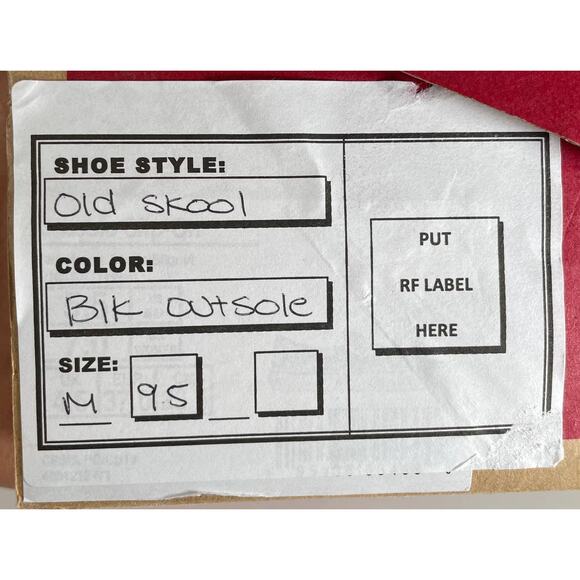 SHOE STYLE:
Old Skool
COLOR:
Blk outsole
SIZE:
M 9.5
PUT
RF LABEL
HERE